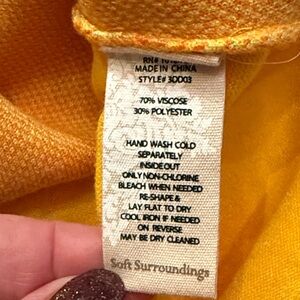 RN#
MADE IN CHINA
STYLE# 3DD03
70% VISCOSE
30% POLYESTER
HAND WASH COLD
SEPARATELY
INSIDE OUT
ONLY NON-CHLORINE
BLEACH WHEN NEEDED
RE-SHAPE &
LAY FLAT TO DRY
COOL IRON IF NEEDED
ON REVERSE
MAY BE DRY CLEANED
Soft Surroundings